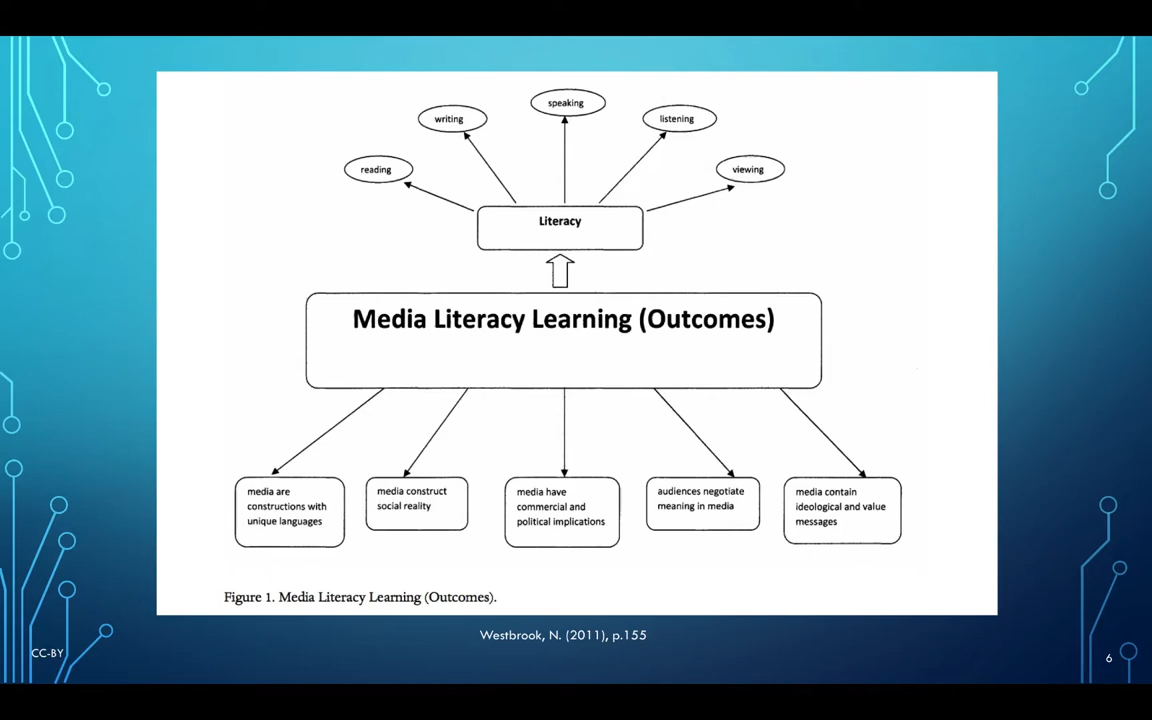 speaking
writing
listening
reading
viewing
Literacy
Media Literacy Learning (Outcomes)
media are
constructions with
unique languages
media construct
social reality
media have
commercial and
political implications
audiences negotiate
meaning in media
media contain
ideological and value
messages
Figure 1. Media Literacy Learning (Outcomes).
Westbrook, N. (2011), p.155
CC-BY
6